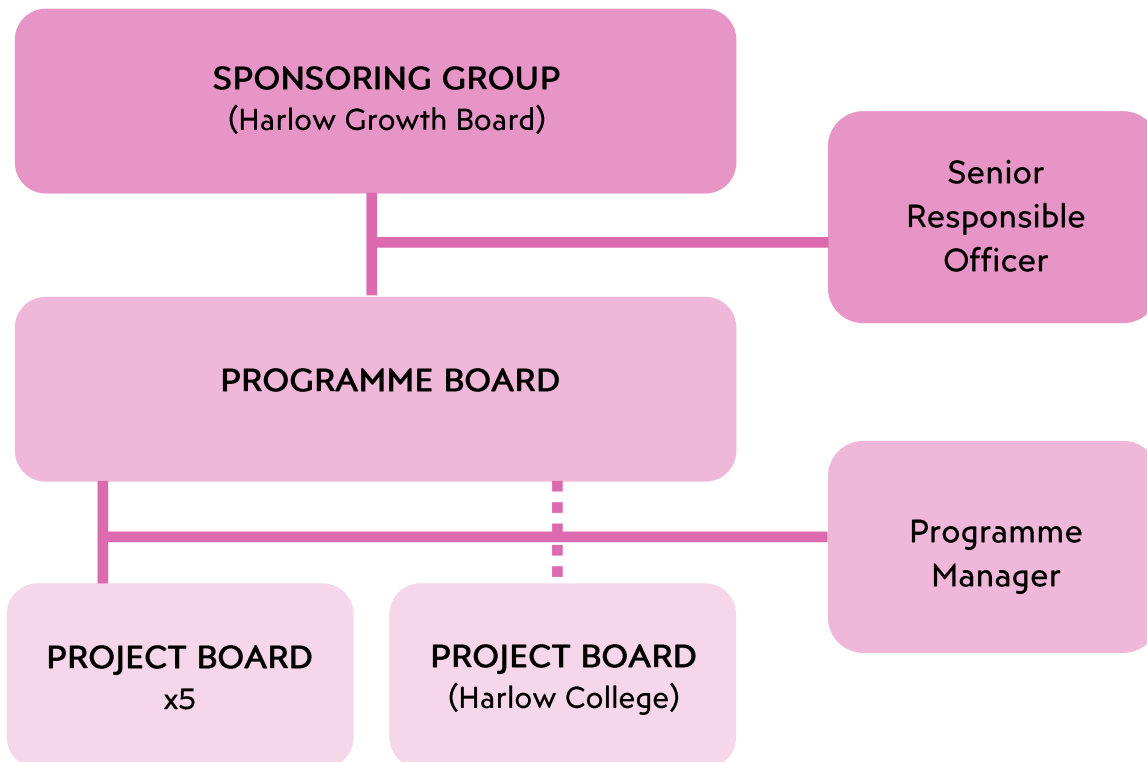 SPONSORING GROUP
(Harlow Growth Board)
Senior
Responsible
Officer
PROGRAMME BOARD
Programme
Manager
PROJECT BOARD
x5
PROJECT BOARD
(Harlow College)